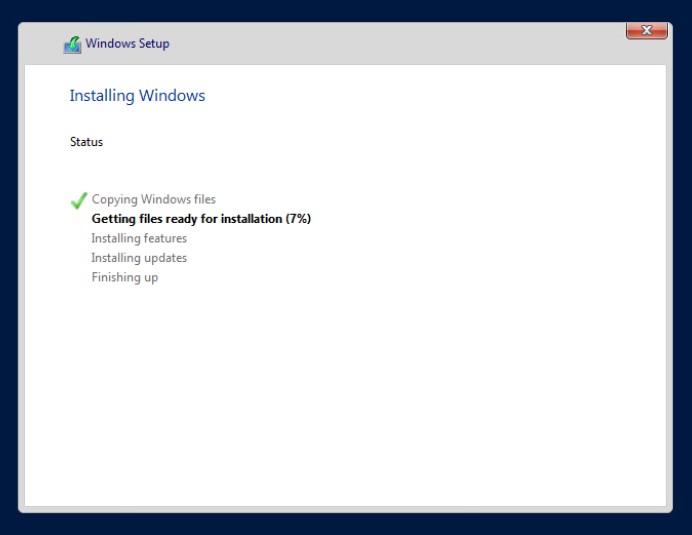 Windows Setup
Installing Windows
Status
Copying Windows files
Getting files ready for installation (7%)
Installing features
Installing updates
Finishing up